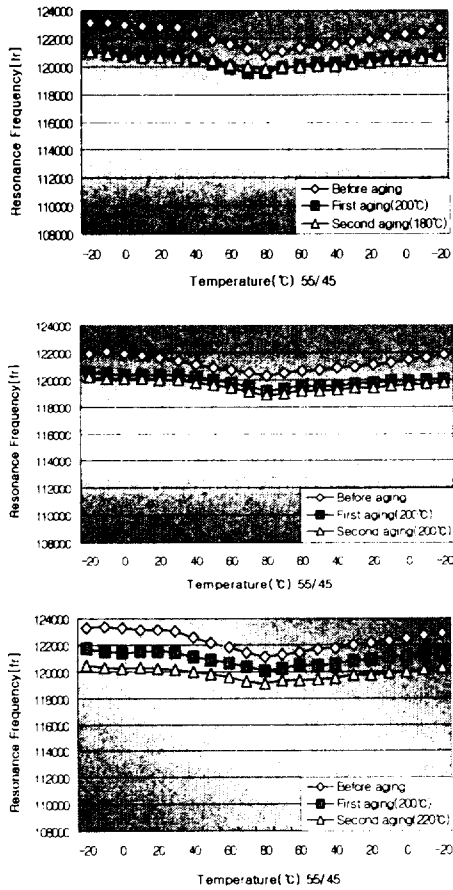 124000
122000
120000
118000
116000
114000
112000
110000
108000
Resonance Frequency[fr]
Before aging
First aging(200℃)
Second aging(180℃)
-20 0 20 40 60 80 60 40 20 0 -20
Temperature(℃) 55/45
124000
122000
120000
118000
116000
114000
112000
110000
108000
Resonance Frequency[fr]
Before aging
First aging(200℃)
Second aging(200℃)
-20 0 20 40 60 80 60 40 20 0 -20
Temperature(℃) 55/45
124000
122000
120000
118000
116000
114000
112000
110000
108000
Resonance Frequency[fr]
Before aging
First aging(200℃)
Second aging(220℃)
-20 0 20 40 60 80 60 40 20 0 -20
Temperature(℃) 55/45